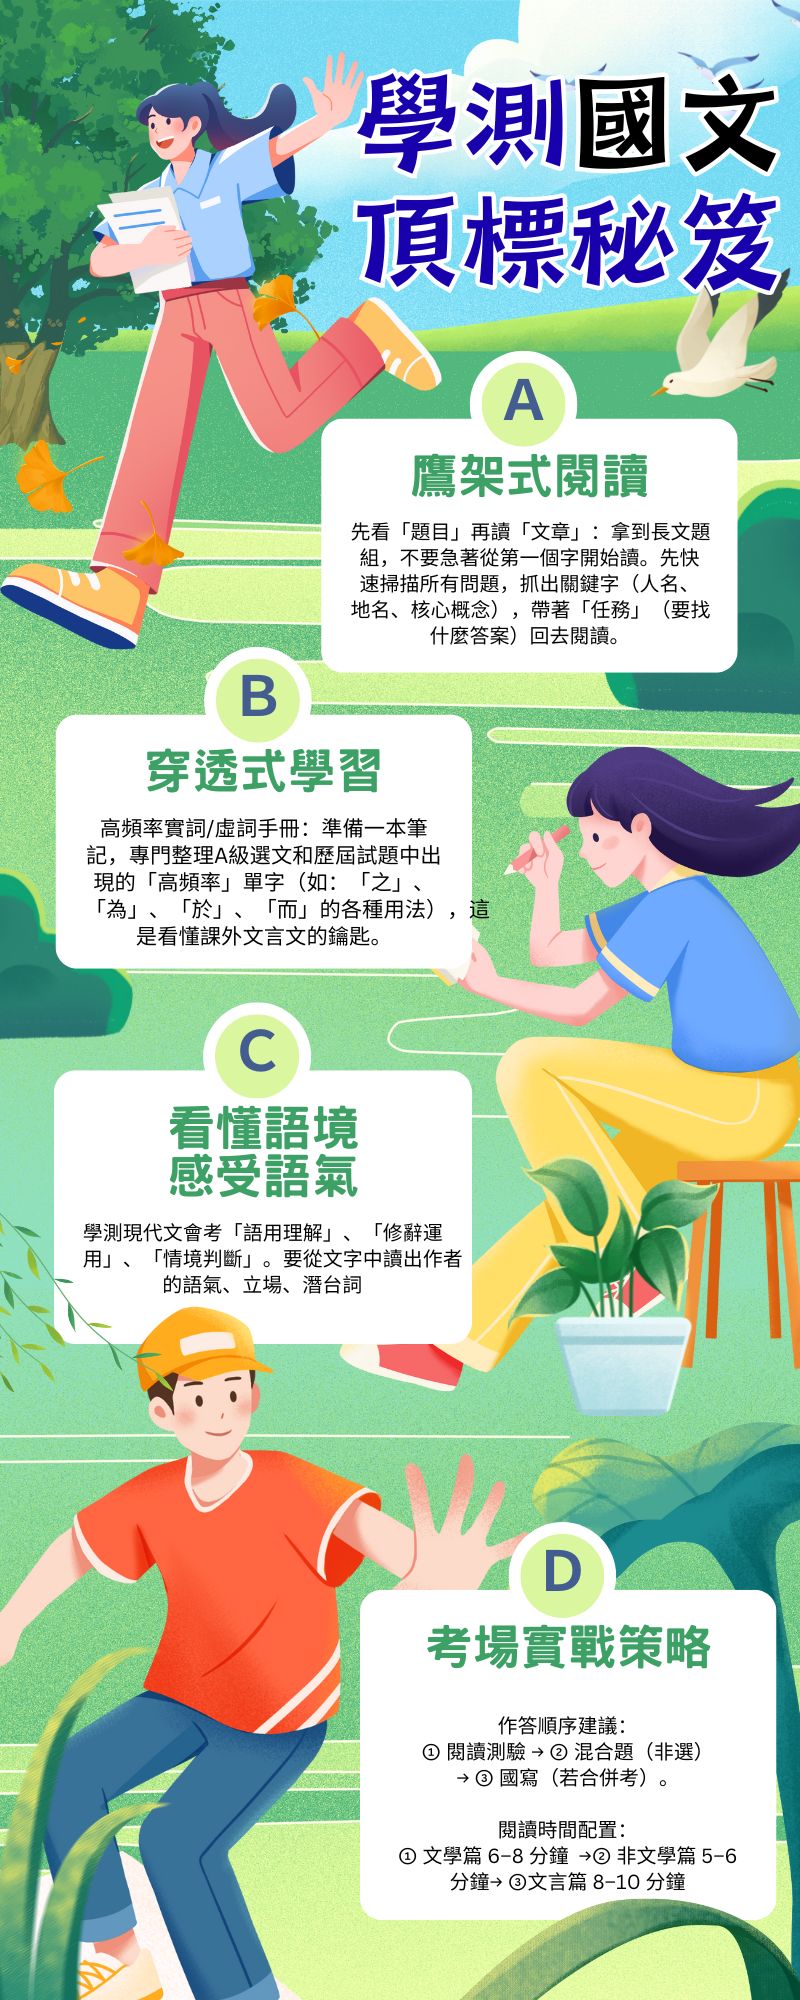 學測國文
頂標秘笈
A
鷹架式閱讀
先看「題目」再讀「文章」：拿到長文題
組，不要急著從第一個字開始讀。先快
速掃描所有問題，抓出關鍵字（人名、
地名、核心概念），帶著「任務」（要找
什麼答案）回去閱讀。
B
穿透式學習
高頻率實詞/虛詞手冊：準備一本筆
記，專門整理A級選文和歷屆試題中出
現的「高頻率」單字（如：「之」、
「為」、「於」、「而」的各種用法），這
是看懂課外文言文的鑰匙。
C
看懂語境
感受語氣
學測現代文會考「語用理解」、「修辭運
用」、「情境判斷」。要從文字中讀出作者
的語氣、立場、潛台詞
D
考場實戰策略
作答順序建議：
① 閱讀測驗 → ② 混合題（非選）
→ ③ 國寫（若合併考）。
閱讀時間配置：
① 文學篇 6–8 分鐘 →② 非文學篇 5–6
分鐘→ ③文言篇 8–10 分鐘